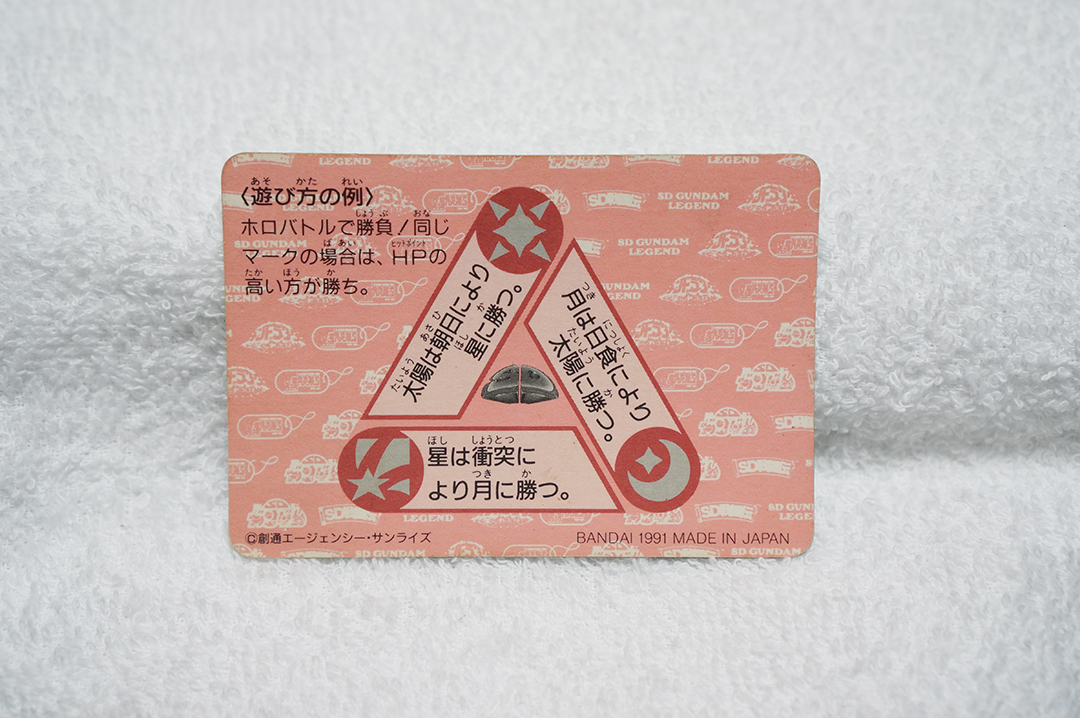 〈遊び方の例〉
ホロバトルで勝負!同じ
マークの場合は、HPの
高い方が勝ち。
太陽は朝日により
星に勝つ。
月は日食により
太陽に勝つ。
星は衝突に
より月に勝つ。
©創通エージェンシー・サンライズ
BANDAI 1991 MADE IN JAPAN
SD GUNDAM
LEGEND